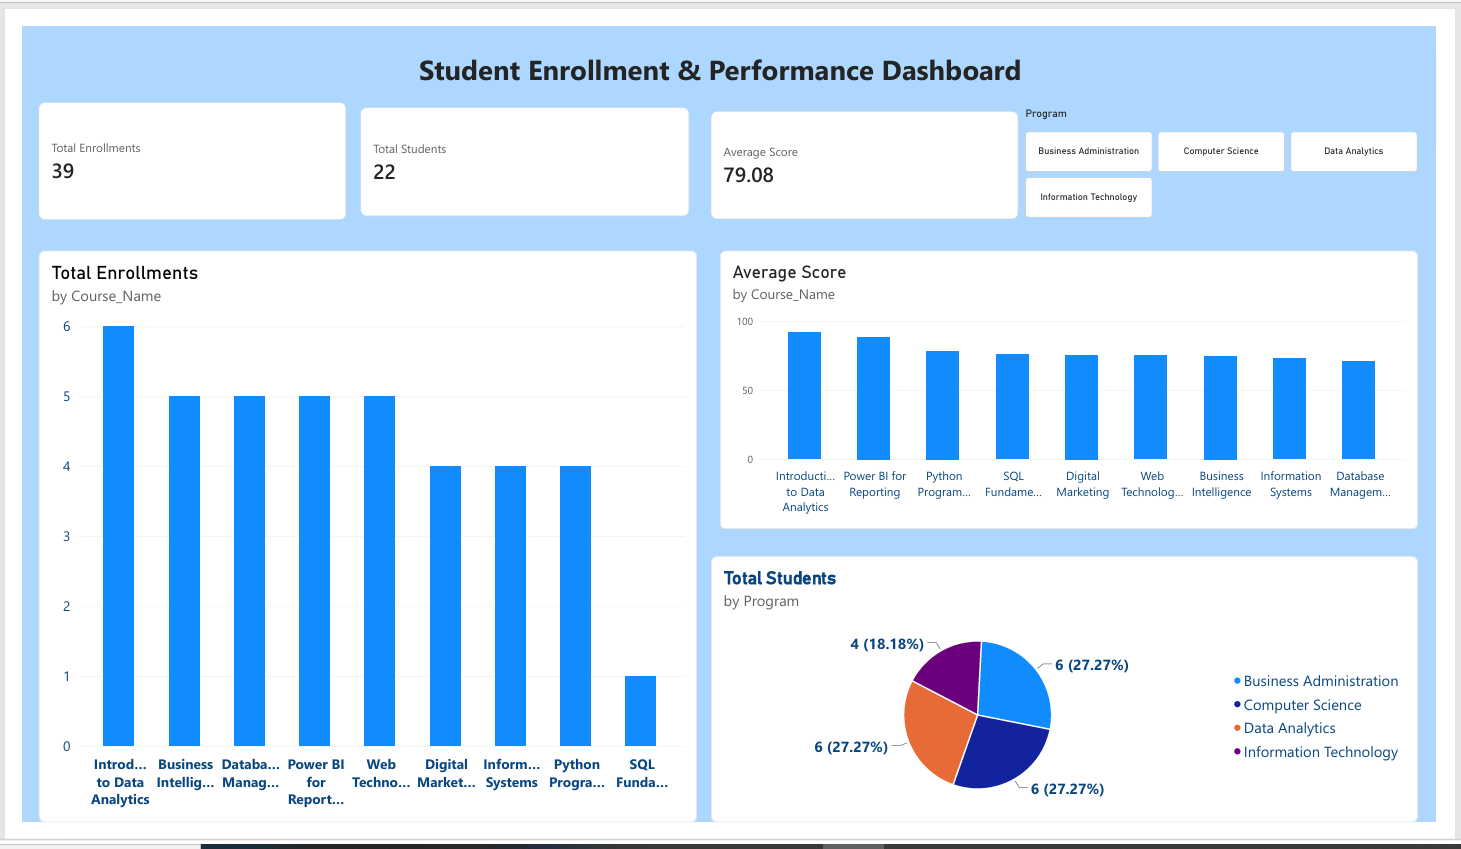 Student Enrollment & Performance Dashboard
Total Enrollments
39
Total Students
22
Average Score
79.08
Program
Business Administration
Computer Science
Data Analytics
Information Technology
Total Enrollments
by Course_Name
6
5
4
3
2
1
0
Introd...
to Data
Analytics
Business
Intellig...
Databa...
Manag...
Power BI
for
Report...
Web
Techno...
Digital
Market...
Inform...
Systems
Python
Progra...
SQL
Funda...
Average Score
by Course_Name
100
50
0
Introducti...
to Data
Analytics
Power BI for
Reporting
Python
Program...
SQL
Fundame...
Digital
Marketing
Web
Technolog...
Business
Intelligence
Information
Systems
Database
Managem...
Total Students
by Program
4 (18.18%)
6 (27.27%)
6 (27.27%)
6 (27.27%)
Business Administration
Computer Science
Data Analytics
Information Technology